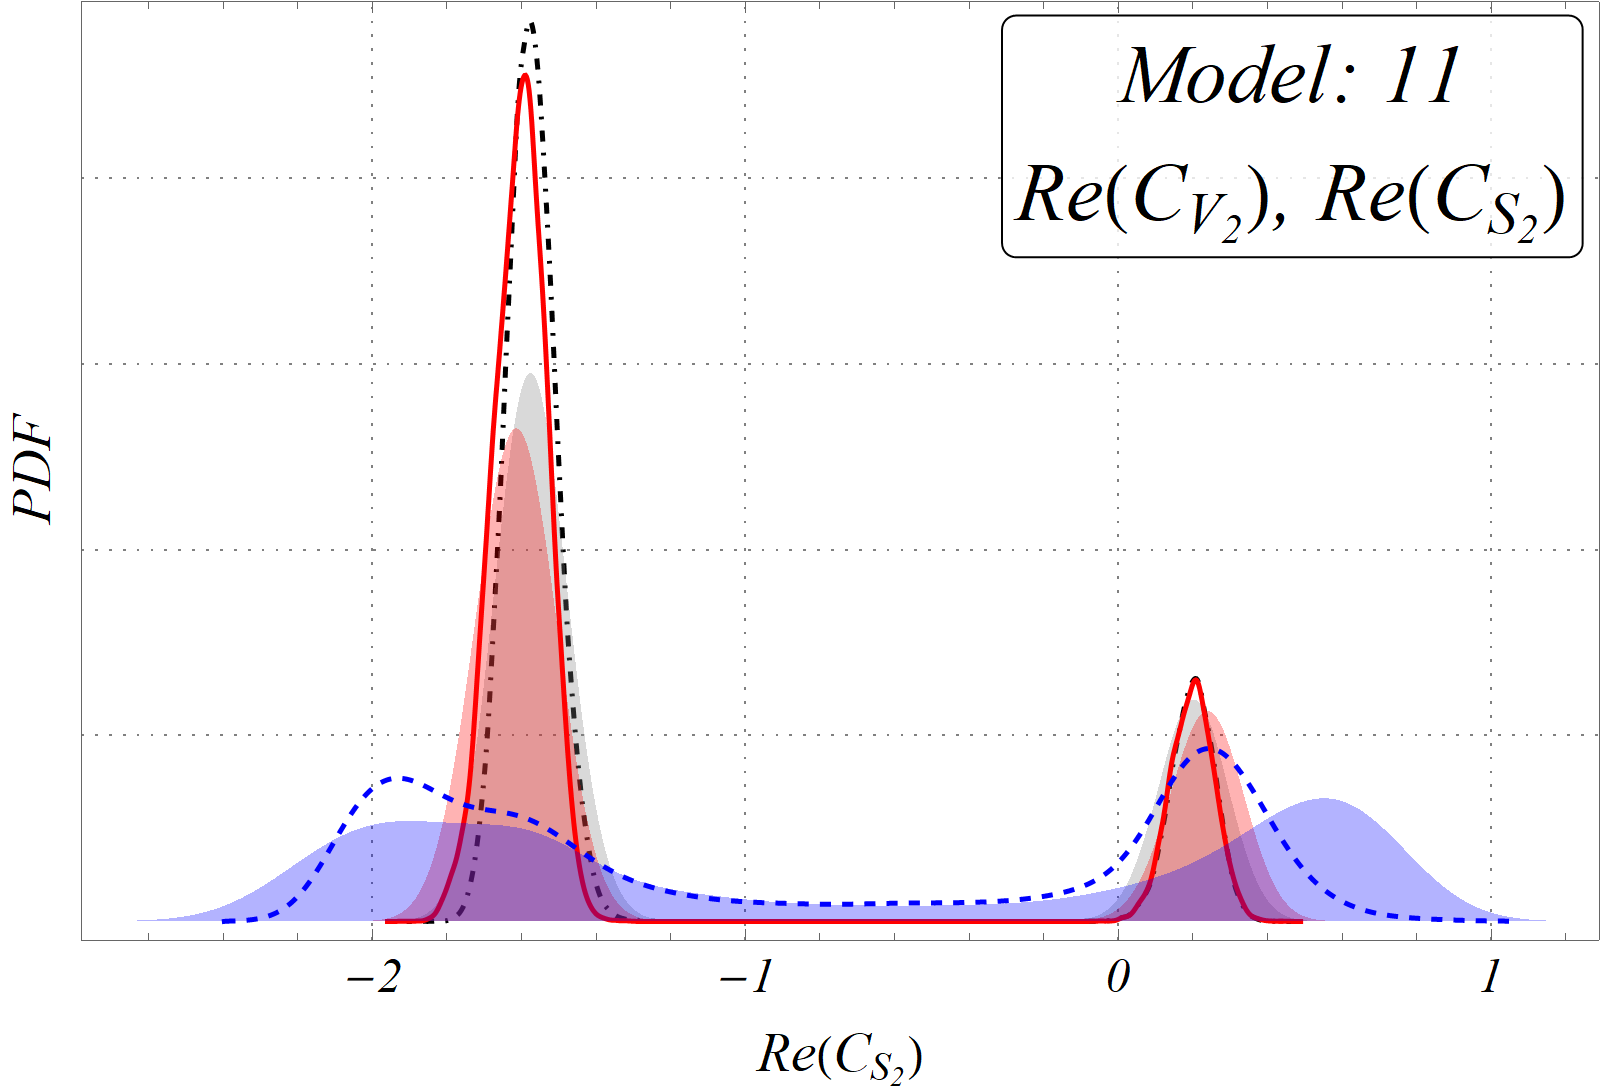 Model: 11
Re(C_{V_2}), Re(C_{S_2})
PDF
−2 −1 0 1
Re(C_{S_2})